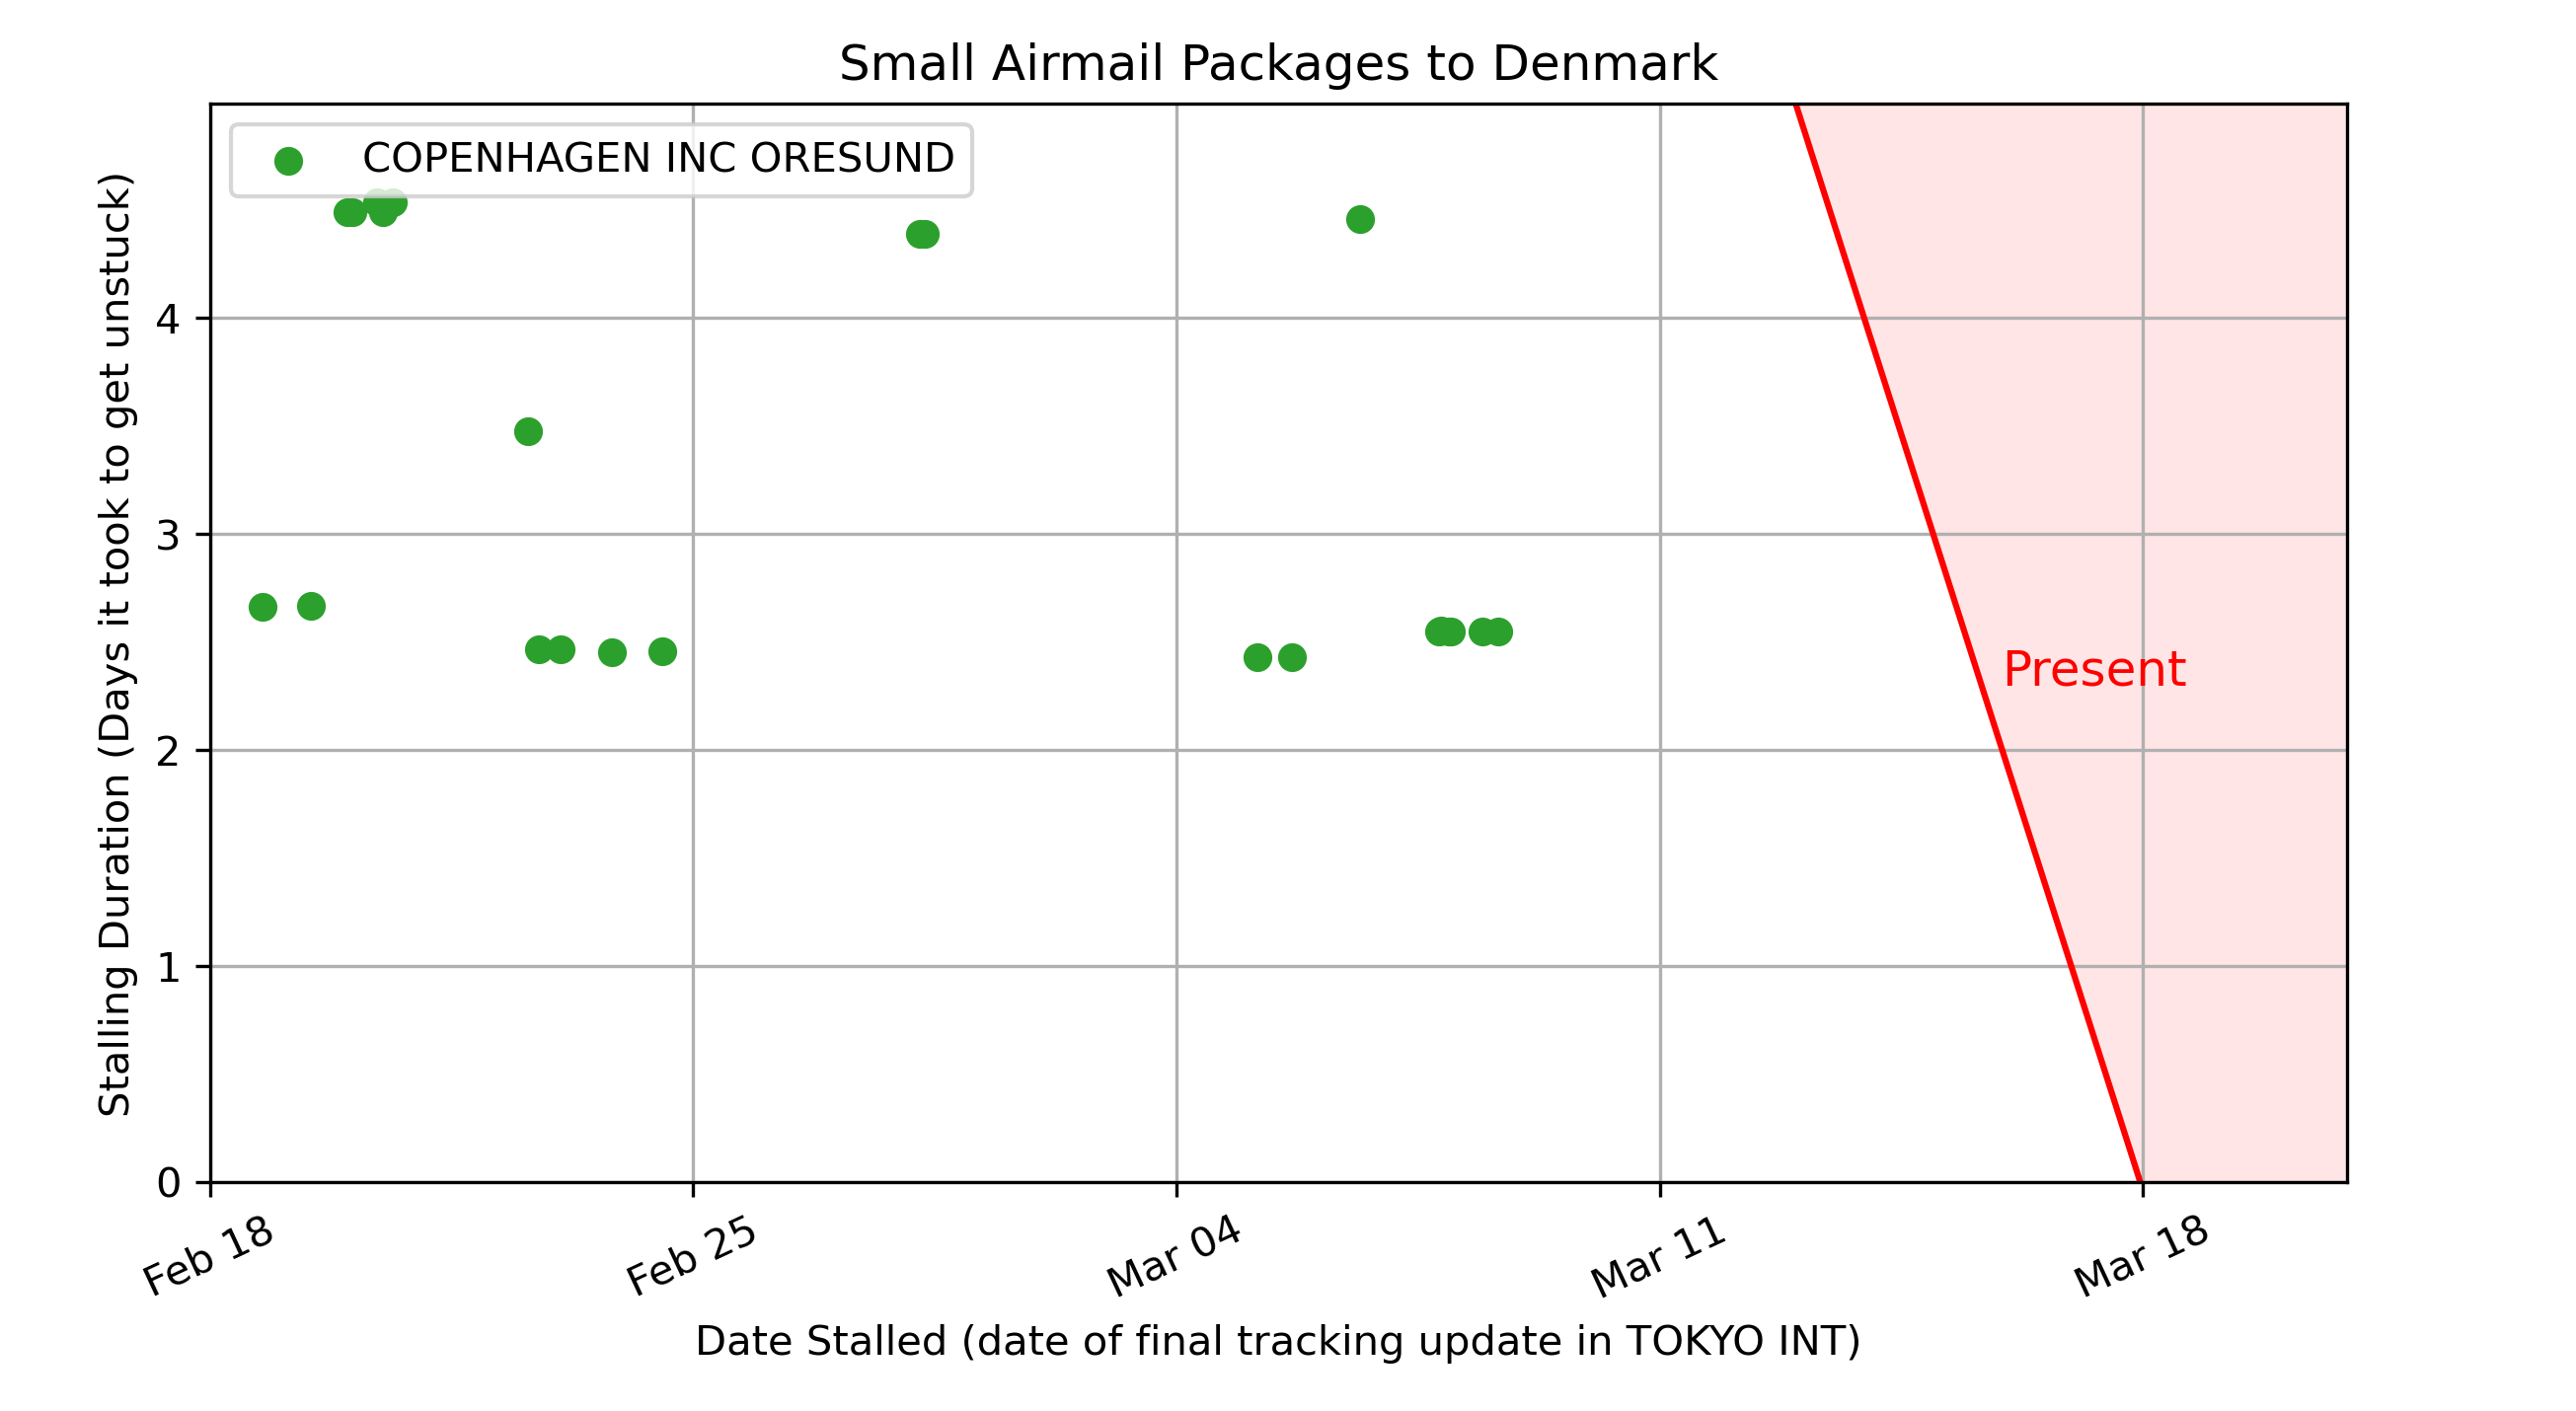 Small Airmail Packages to Denmark
COPENHAGEN INC ORESUND
Stalling Duration (Days it took to get unstuck)
4
3
2
1
0
Present
Feb 18
Feb 25
Mar 04
Mar 11
Mar 18
Date Stalled (date of final tracking update in TOKYO INT)